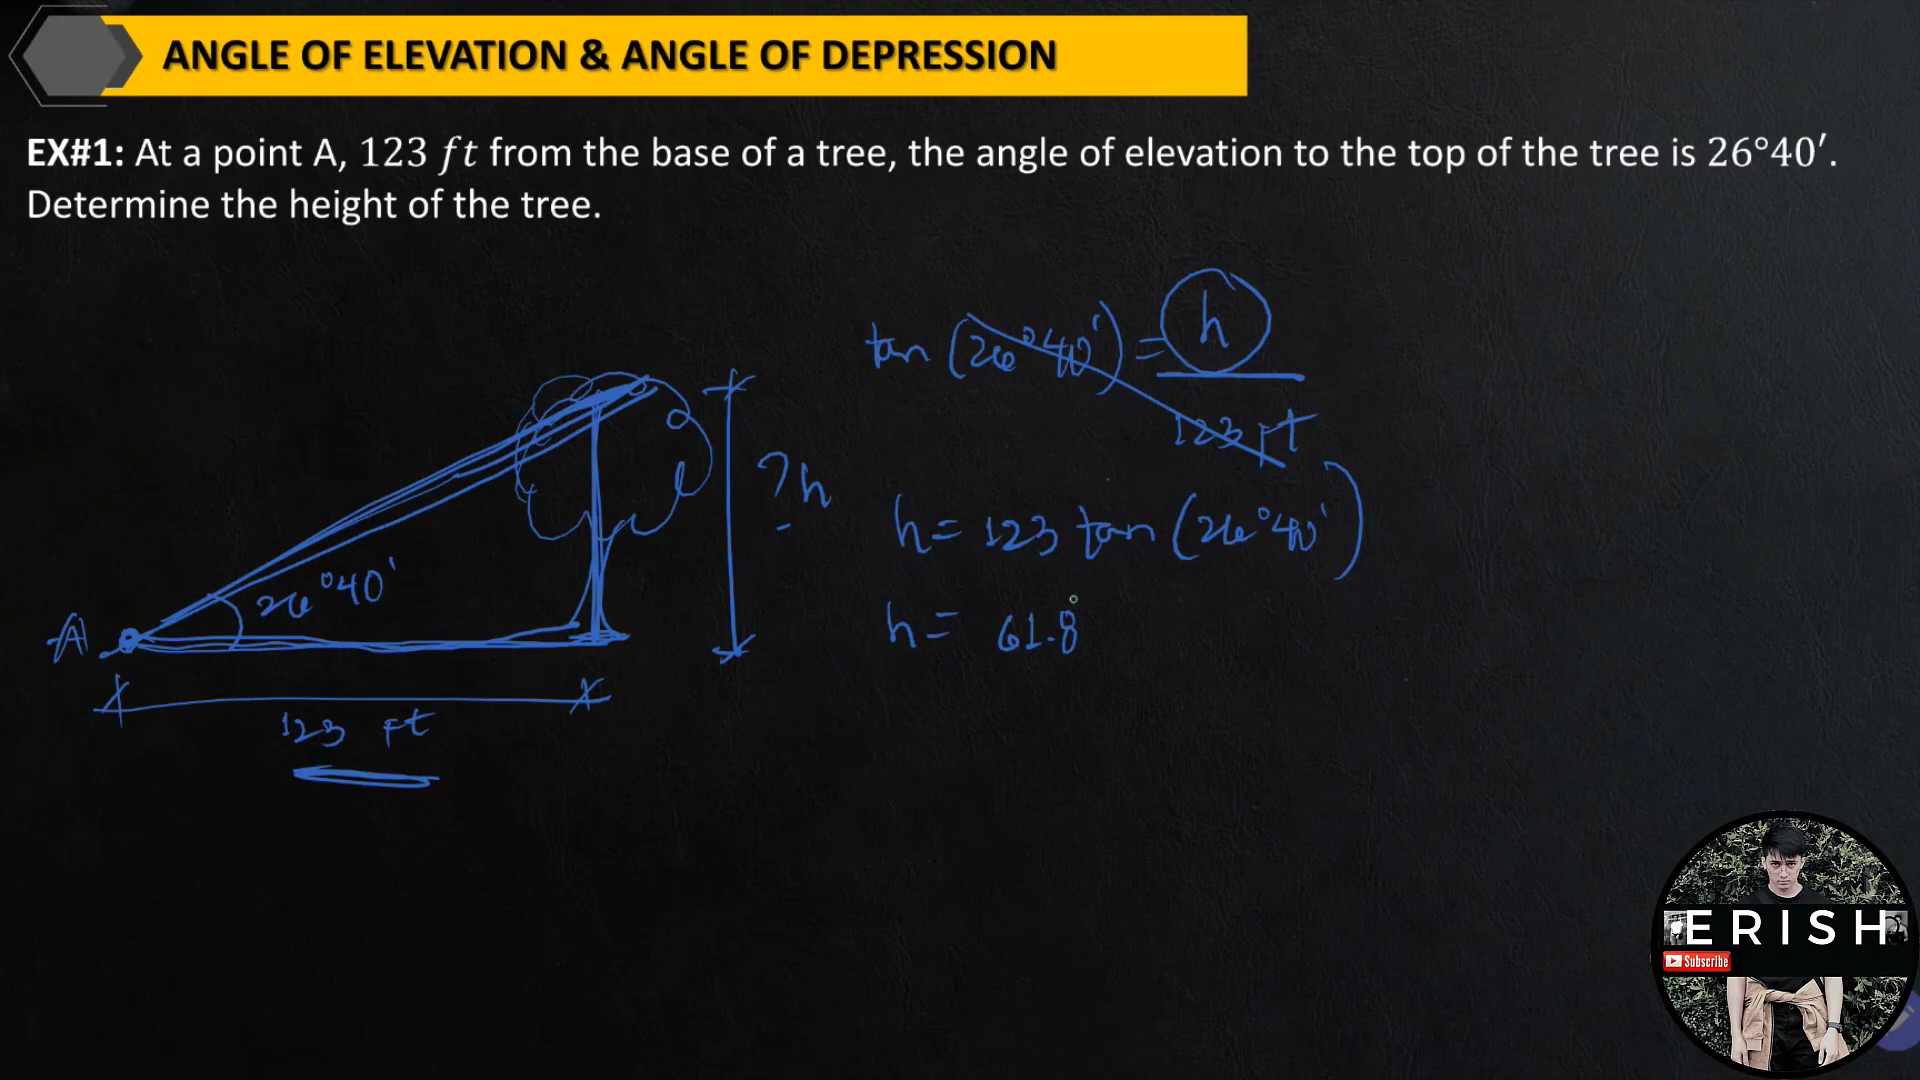 ANGLE OF ELEVATION & ANGLE OF DEPRESSION
EX#1: At a point A, 123 ft from the base of a tree, the angle of elevation to the top of the tree is 26°40′.
Determine the height of the tree.
tan (26°40') = h
123 ft
? h
h = 123 tan (26°40')
26°40'
A
h = 61.8
123 Ft
ERISH
Subscribe